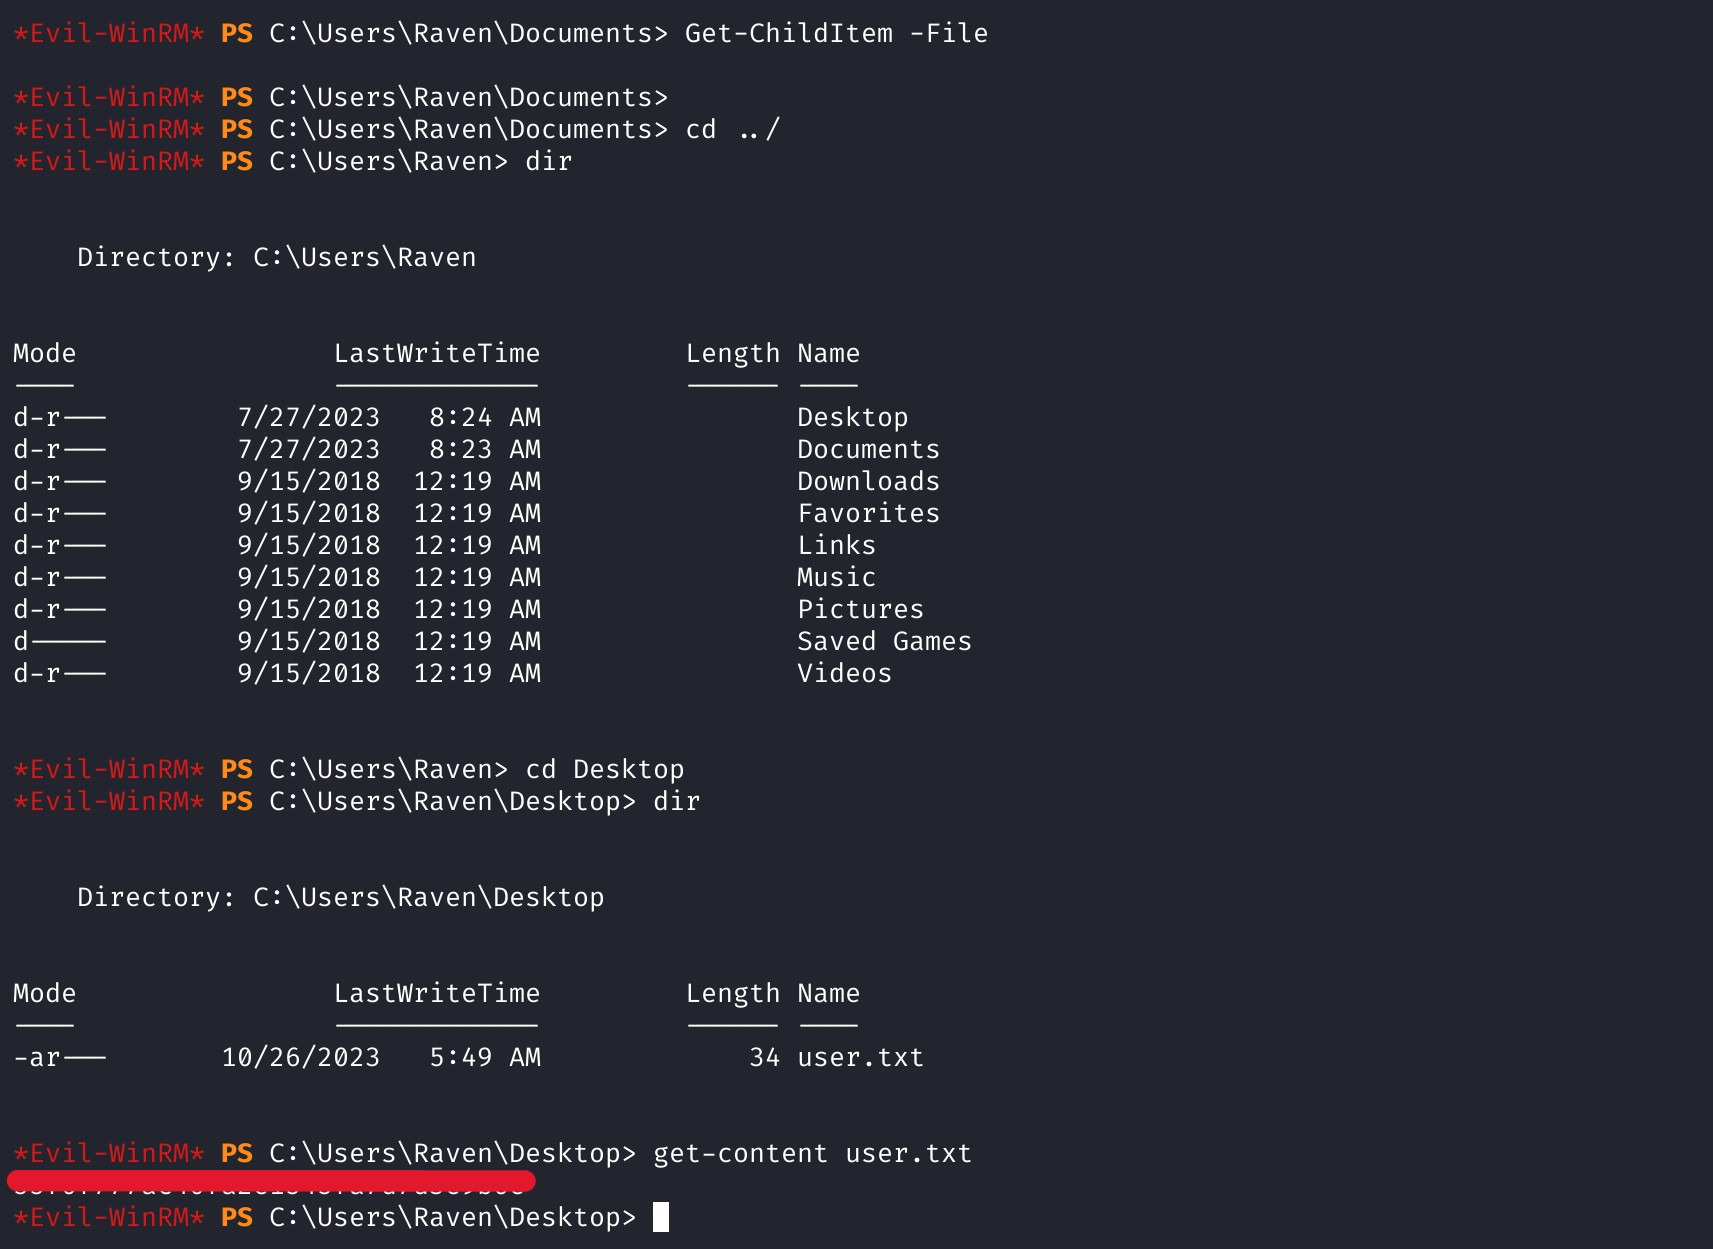 *Evil-WinRM* PS C:\Users\Raven\Documents> Get-ChildItem -File
*Evil-WinRM* PS C:\Users\Raven\Documents>
*Evil-WinRM* PS C:\Users\Raven\Documents> cd ../
*Evil-WinRM* PS C:\Users\Raven> dir
Directory: C:\Users\Raven
Mode LastWriteTime Length Name
---- ------------- ------ ----
d-r--- 7/27/2023 8:24 AM Desktop
d-r--- 7/27/2023 8:23 AM Documents
d-r--- 9/15/2018 12:19 AM Downloads
d-r--- 9/15/2018 12:19 AM Favorites
d-r--- 9/15/2018 12:19 AM Links
d-r--- 9/15/2018 12:19 AM Music
d-r--- 9/15/2018 12:19 AM Pictures
d----- 9/15/2018 12:19 AM Saved Games
d-r--- 9/15/2018 12:19 AM Videos
*Evil-WinRM* PS C:\Users\Raven> cd Desktop
*Evil-WinRM* PS C:\Users\Raven\Desktop> dir
Directory: C:\Users\Raven\Desktop
Mode LastWriteTime Length Name
---- ------------- ------ ----
-ar--- 10/26/2023 5:49 AM 34 user.txt
*Evil-WinRM* PS C:\Users\Raven\Desktop> get-content user.txt
*Evil-WinRM* PS C:\Users\Raven\Desktop>